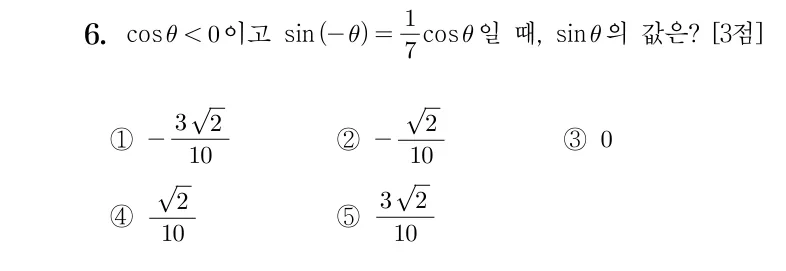 6. cosθ < 0이고 sin(-θ) = 1/7 cosθ일 때, sinθ의 값은? [3점]
① -3√2/10 ② -√2/10 ③ 0
④ √2/10 ⑤ 3√2/10